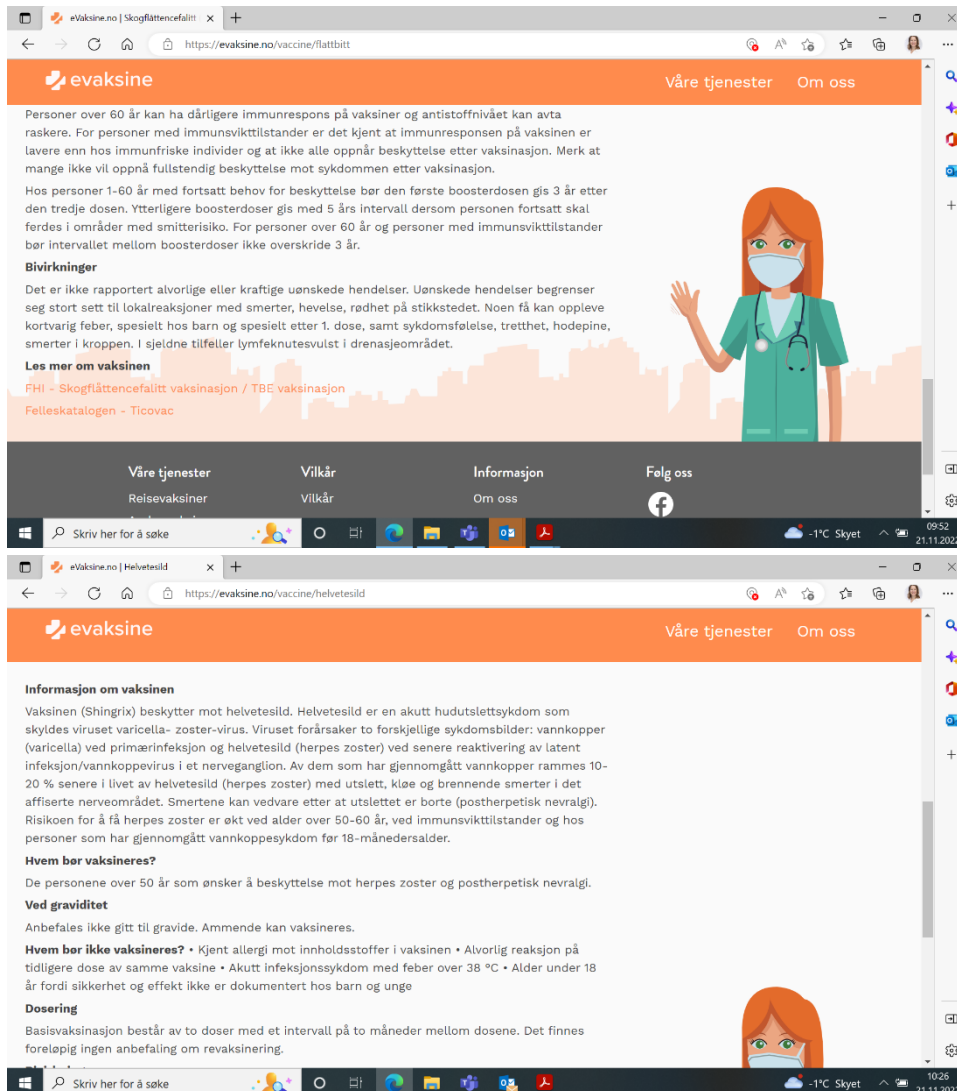 eVaksine.no | Skogflåttencefalitt
https://evaksine.no/vaccine/flattbitt
evaksine
Våre tjenester Om oss
Personer over 60 år kan ha dårligere immunrespons på vaksiner og antistoffnivået kan avta
raskere. For personer med immunsvikttilstander er det kjent at immunresponsen på vaksinen er
lavere enn hos immunfriske individer og at ikke alle oppnår beskyttelse etter vaksinasjon. Merk at
mange ikke vil oppnå fullstendig beskyttelse mot sykdommen etter vaksinasjon.
Hos personer 1-60 år med fortsatt behov for beskyttelse bør den første boosterdosen gis 3 år etter
den tredje dosen. Ytterligere boosterdoser gis med 5 års intervall dersom personen fortsatt skal
ferdes i områder med smitterisiko. For personer over 60 år og personer med immunsvikttilstander
bør intervallet mellom boosterdoser ikke overskride 3 år.
Bivirkninger
Det er ikke rapportert alvorlige eller kraftige uønskede hendelser. Uønskede hendelser begrenser
seg stort sett til lokalreaksjoner med smerter, hevelse, rødhet på stikkstedet. Noen få kan oppleve
kortvarig feber, spesielt hos barn og spesielt etter 1. dose, samt sykdomsfølelse, tretthet, hodepine,
smerter i kroppen. I sjeldne tilfeller lymfeknutesvulst i drenasjeområdet.
Les mer om vaksinen
FHI - Skogflåttencefalitt vaksinasjon / TBE vaksinasjon
Felleskatalogen - Ticovac
Våre tjenester Vilkår Informasjon Følg oss
Reisevaksiner Vilkår Om oss
Skriv her for å søke
-1°C Skyet
09:52
21.11.2022
eVaksine.no | Helvetesild
https://evaksine.no/vaccine/helvetesild
evaksine
Våre tjenester Om oss
Informasjon om vaksinen
Vaksinen (Shingrix) beskytter mot helvetesild. Helvetesild er en akutt hudutslettsykdom som
skyldes viruset varicella- zoster-virus. Viruset forårsaker to forskjellige sykdomsbilder: vannkopper
(varicella) ved primærinfeksjon og helvetesild (herpes zoster) ved senere reaktivering av latent
infeksjon/vannkoppevirus i et nerveganglion. Av dem som har gjennomgått vannkopper rammes 10-
20 % senere i livet av helvetesild (herpes zoster) med utslett, kløe og brennende smerter i det
affiserte nerveområdet. Smertene kan vedvare etter at utslettet er borte (postherpetisk nevralgi).
Risikoen for å få herpes zoster er økt ved alder over 50-60 år, ved immunsvikttilstander og hos
personer som har gjennomgått vannkoppesykdom før 18-månedersalder.
Hvem bør vaksineres?
De personene over 50 år som ønsker å beskyttelse mot herpes zoster og postherpetisk nevralgi.
Ved graviditet
Anbefales ikke gitt til gravide. Ammende kan vaksineres.
Hvem bør ikke vaksineres? • Kjent allergi mot innholdsstoffer i vaksinen • Alvorlig reaksjon på
tidligere dose av samme vaksine • Akutt infeksjonssykdom med feber over 38 °C • Alder under 18
år fordi sikkerhet og effekt ikke er dokumentert hos barn og unge
Dosering
Basisvaksinasjon består av to doser med et intervall på to måneder mellom dosene. Det finnes
foreløpig ingen anbefaling om revaksinering.
Skriv her for å søke
-1°C Skyet
10:26